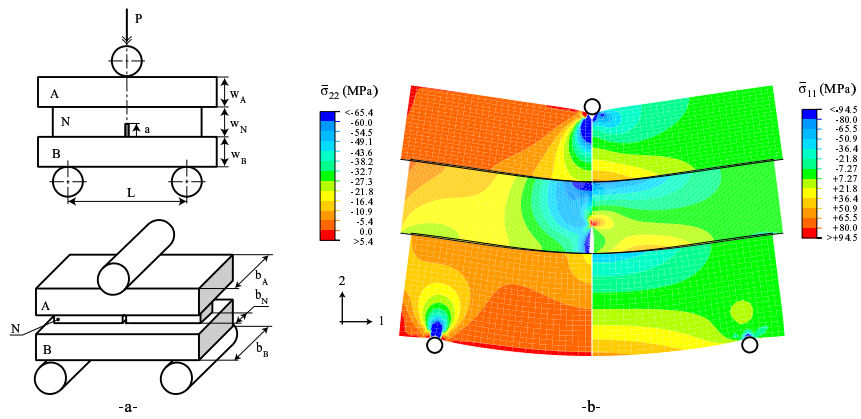 P
A
w_A
N
a
w_N
B
w_B
L
b_A
A
b_N
N
B
b_B
-a-
σ̄₂₂ (MPa)
<-65.4
-60.0
-54.5
-49.1
-43.6
-38.2
-32.7
-27.3
-21.8
-16.4
-10.9
-5.4
0.0
>5.4
2
1
σ̄₁₁ (MPa)
<-94.5
-80.0
-65.5
-50.9
-36.4
-21.8
-7.27
+7.27
+21.8
+36.4
+50.9
+65.5
+80.0
>+94.5
-b-